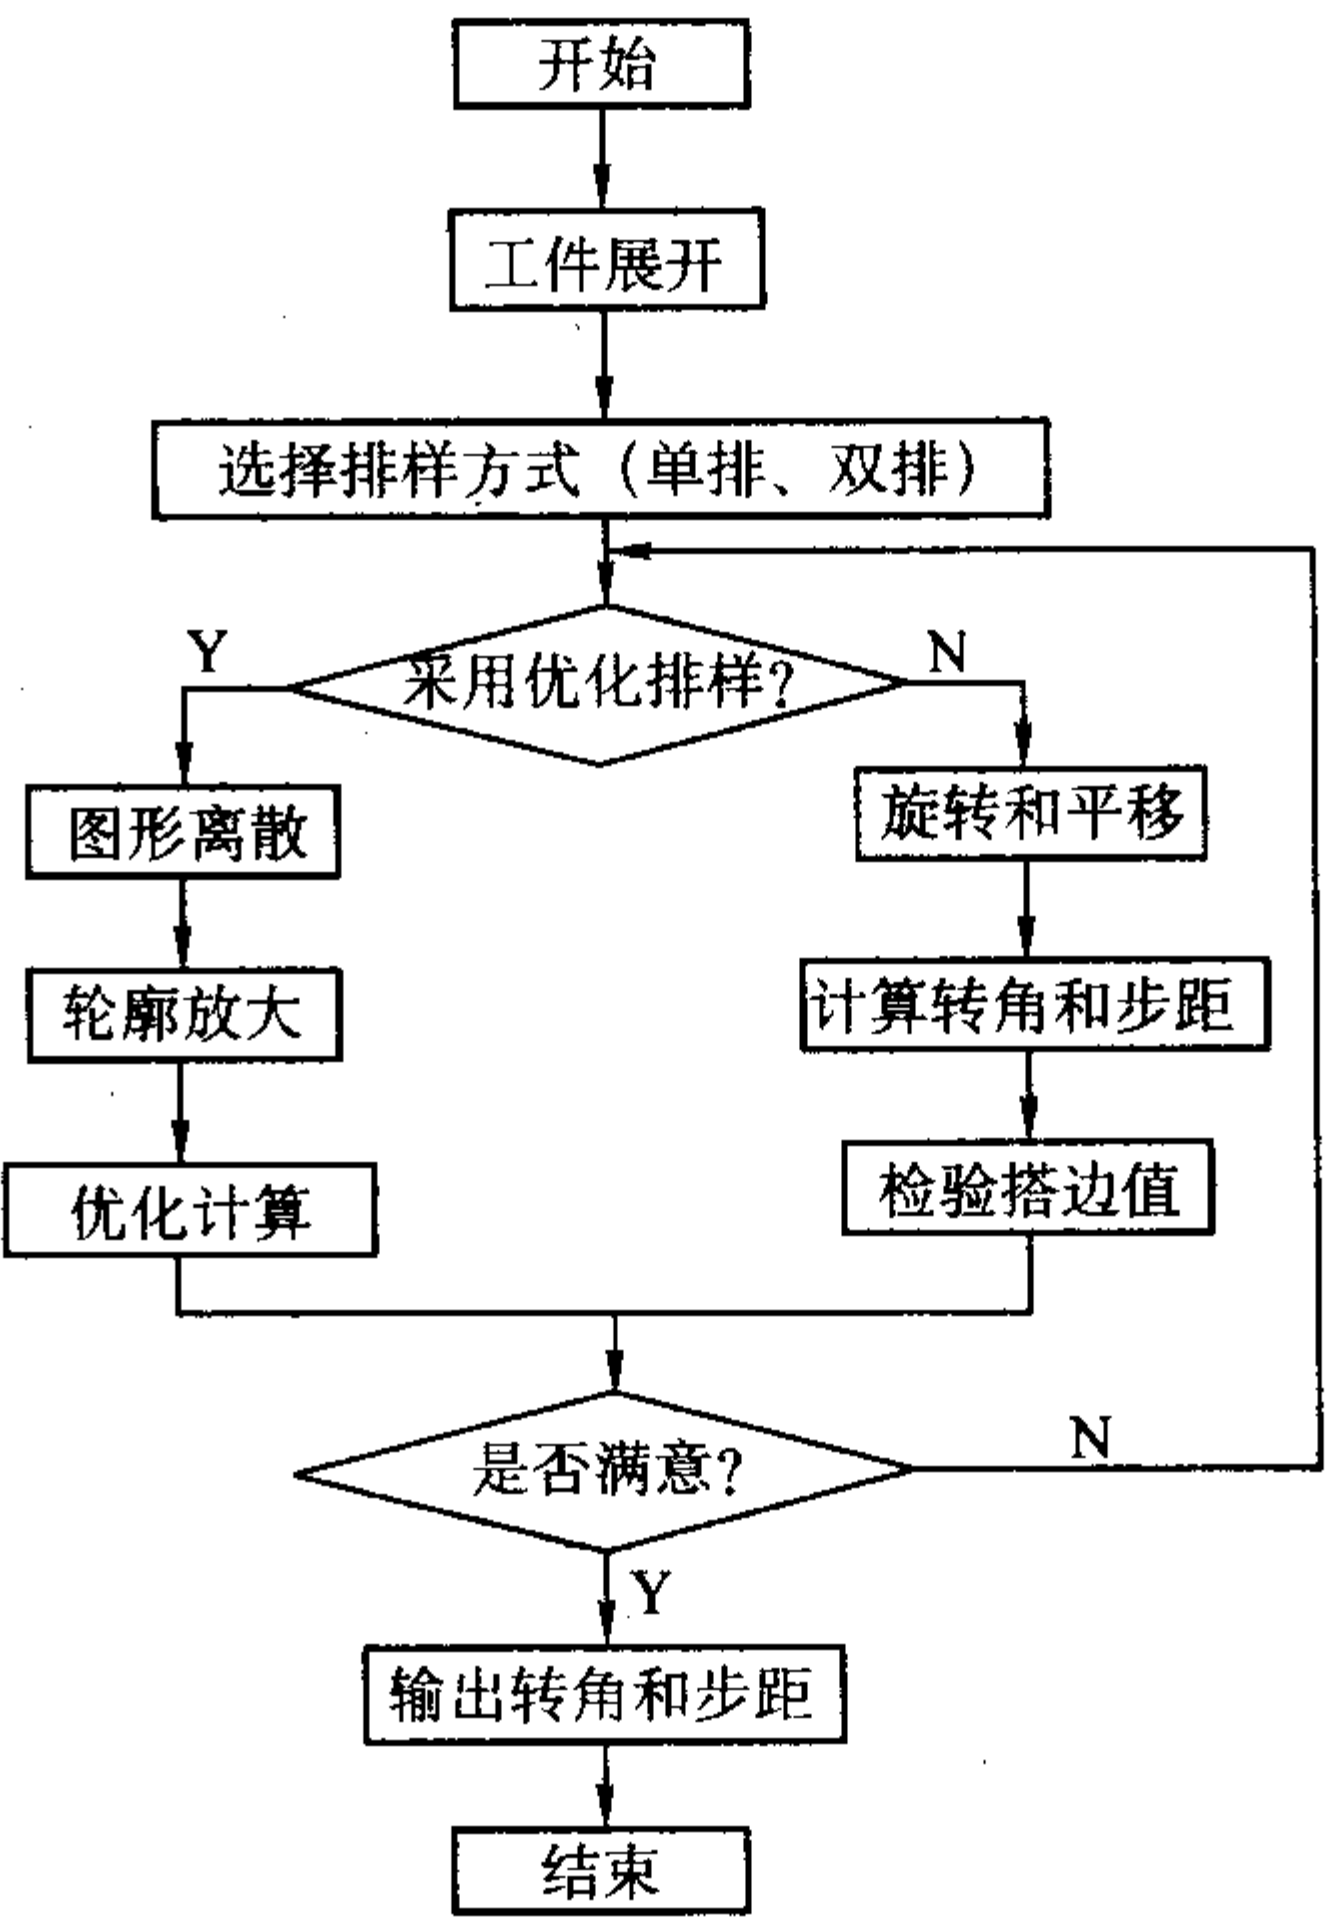 开始
工件展开
选择排样方式（单排、双排）
Y
N
采用优化排样?
图形离散
旋转和平移
轮廓放大
计算转角和步距
优化计算
检验搭边值
是否满意?
N
Y
输出转角和步距
结束